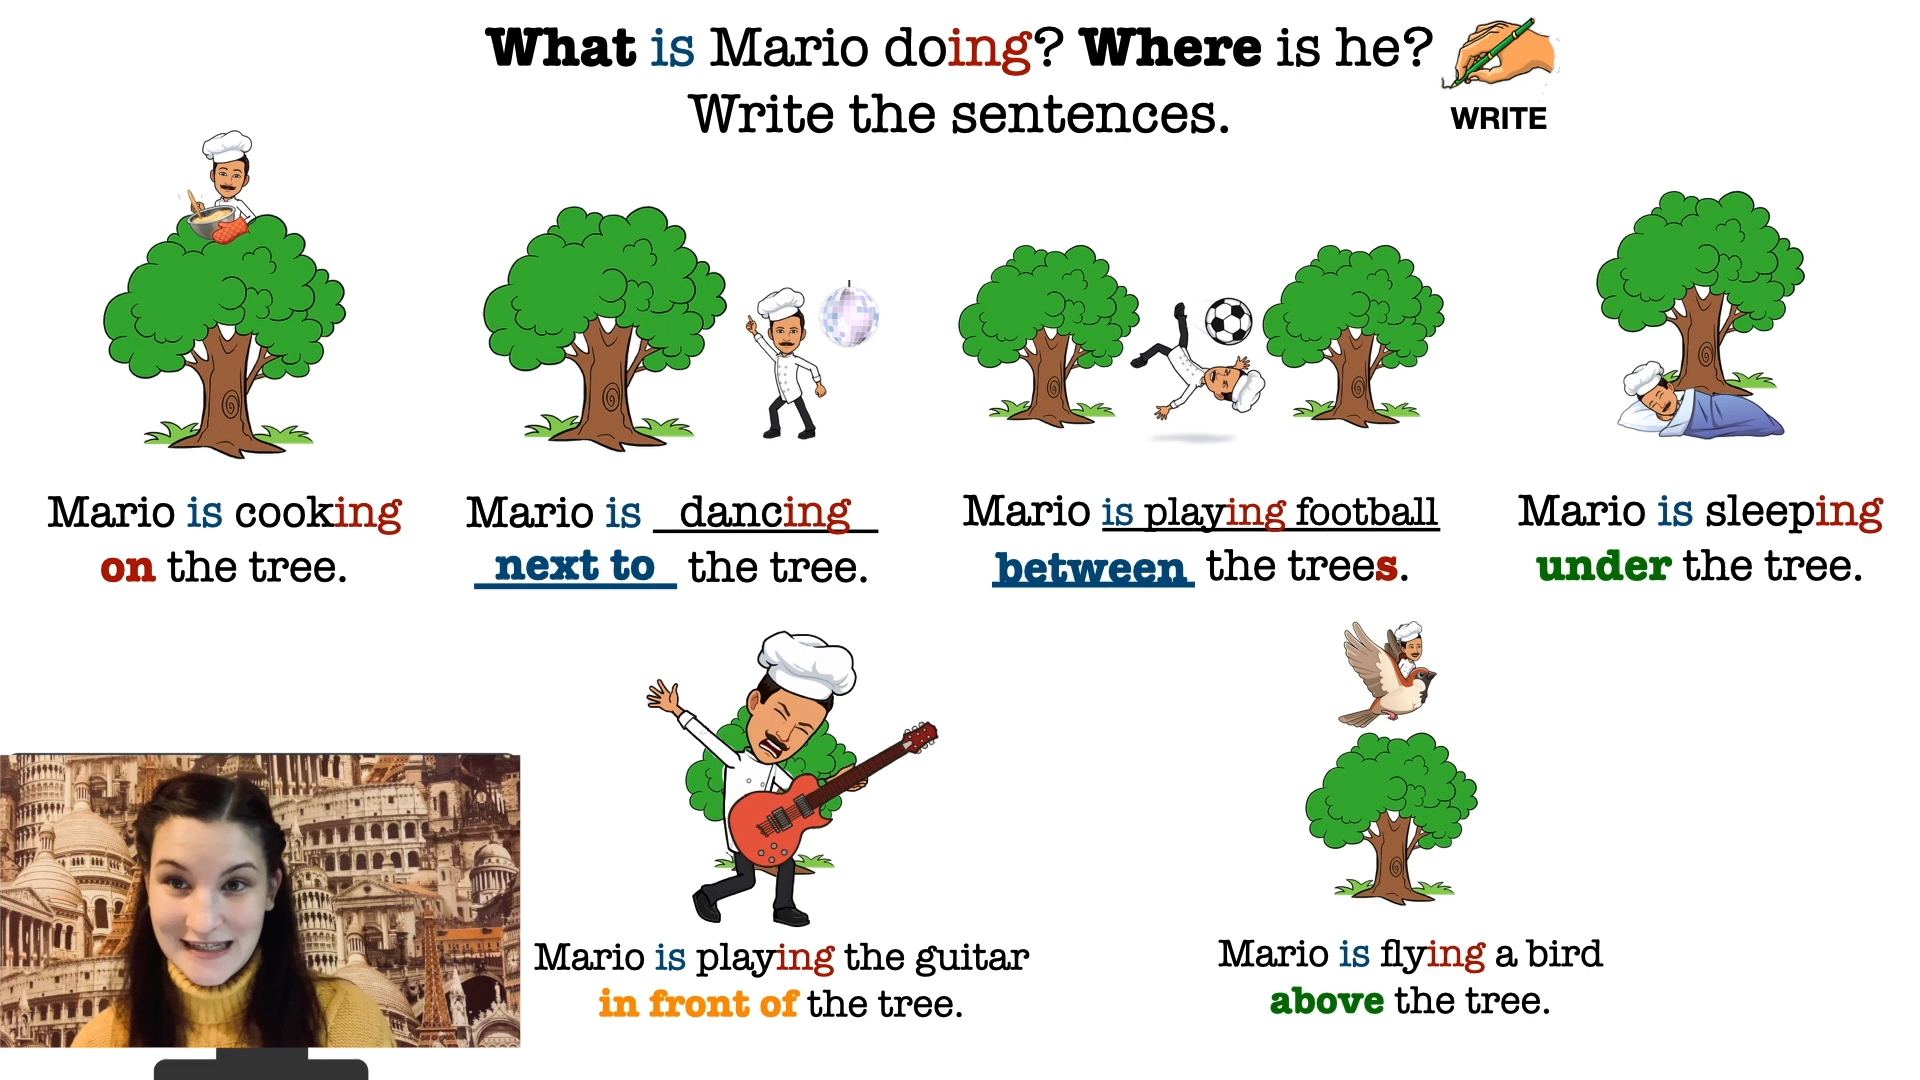 What is Mario doing? Where is he?
Write the sentences.
WRITE
Mario is cooking
on the tree.
Mario is dancing
next to the tree.
Mario is playing football
between the trees.
Mario is sleeping
under the tree.
Mario is playing the guitar
in front of the tree.
Mario is flying a bird
above the tree.